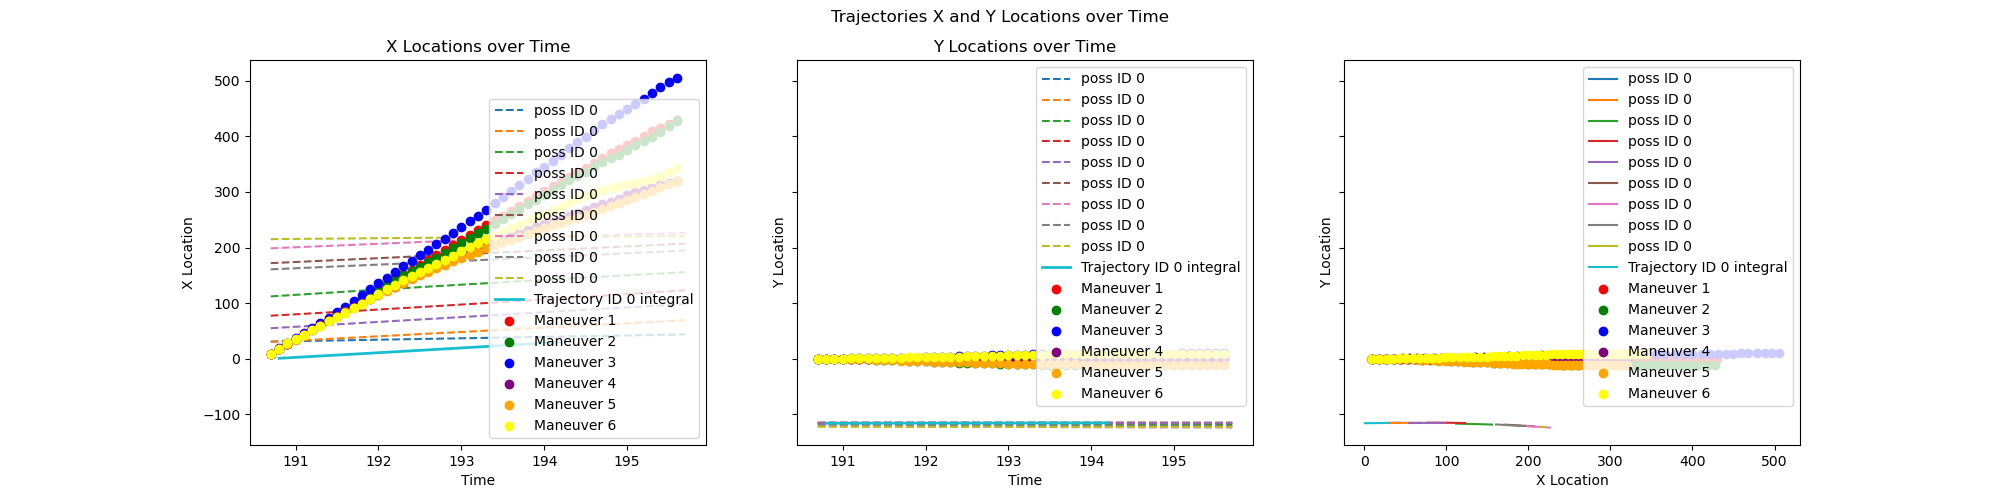 Trajectories X and Y Locations over Time
X Locations over Time
X Location
500
400
300
200
100
0
−100
191
192
193
194
195
Time
poss ID 0
poss ID 0
poss ID 0
poss ID 0
poss ID 0
poss ID 0
poss ID 0
poss ID 0
poss ID 0
Trajectory ID 0 integral
Maneuver 1
Maneuver 2
Maneuver 3
Maneuver 4
Maneuver 5
Maneuver 6
Y Locations over Time
Y Location
191
192
193
194
195
Time
poss ID 0
poss ID 0
poss ID 0
poss ID 0
poss ID 0
poss ID 0
poss ID 0
poss ID 0
poss ID 0
Trajectory ID 0 integral
Maneuver 1
Maneuver 2
Maneuver 3
Maneuver 4
Maneuver 5
Maneuver 6
Y Location
0
100
200
300
400
500
X Location
poss ID 0
poss ID 0
poss ID 0
poss ID 0
poss ID 0
poss ID 0
poss ID 0
poss ID 0
poss ID 0
Trajectory ID 0 integral
Maneuver 1
Maneuver 2
Maneuver 3
Maneuver 4
Maneuver 5
Maneuver 6